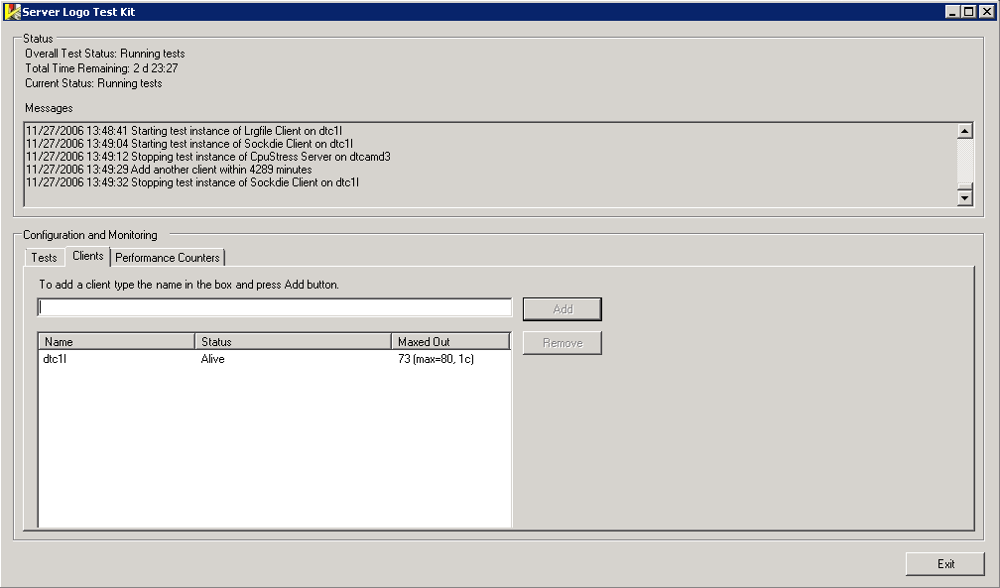 Server Logo Test Kit
Status
Overall Test Status: Running tests
Total Time Remaining: 2 d 23:27
Current Status: Running tests
Messages
11/27/2006 13:48:41 Starting test instance of Lrgfile Client on dtc1l
11/27/2006 13:49:04 Starting test instance of Sockdie Client on dtc1l
11/27/2006 13:49:12 Stopping test instance of CpuStress Server on dtcamd3
11/27/2006 13:49:29 Add another client within 4289 minutes
11/27/2006 13:49:32 Stopping test instance of Sockdie Client on dtc1l
Configuration and Monitoring
Tests Clients Performance Counters
To add a client type the name in the box and press Add button.
Add
Remove
Name Status Maxed Out
dtc1l Alive 73 (max=80, 1c)
Exit